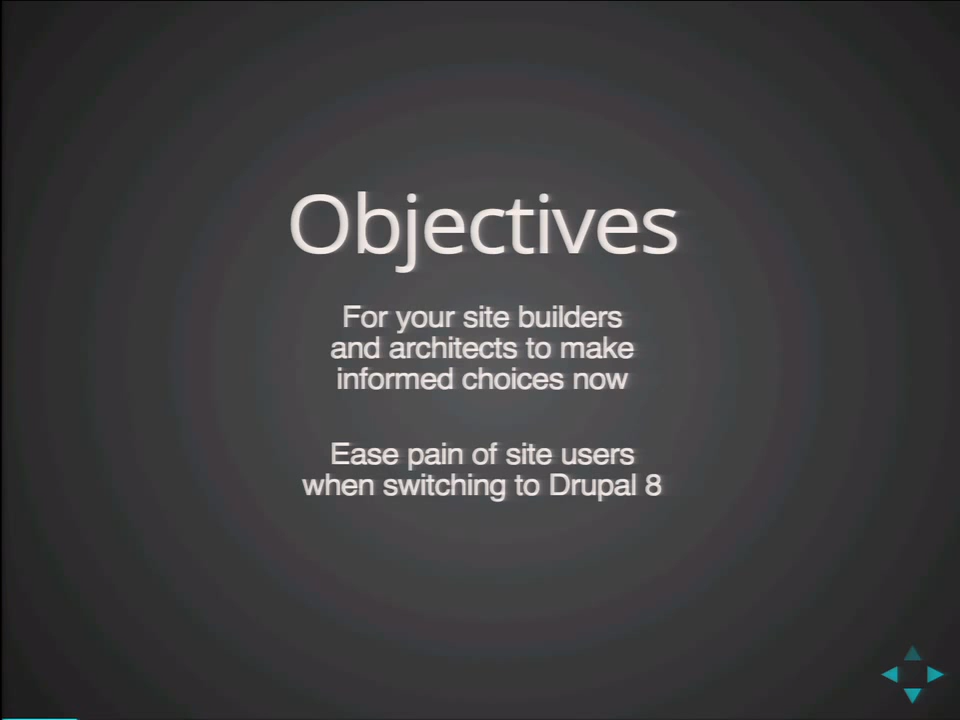 Objectives
For your site builders
and architects to make
informed choices now
Ease pain of site users
when switching to Drupal 8